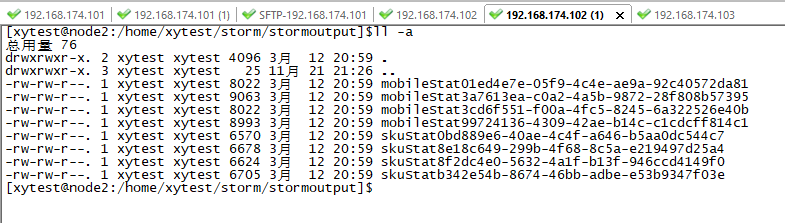 192.168.174.101 192.168.174.101 (1) SFTP-192.168.174.101 192.168.174.102 192.168.174.102 (1) × 192.168.174.103
[xytest@node2:/home/xytest/storm/stormoutput]$ll -a
总用量 76
drwxrwxr-x. 2 xytest xytest 4096 3月 12 20:59 .
drwxrwxr-x. 3 xytest xytest 25 11月 21 21:26 ..
-rw-rw-r--. 1 xytest xytest 8022 3月 12 20:59 mobileStat01ed4e7e-05f9-4c4e-ae9a-92c40572da81
-rw-rw-r--. 1 xytest xytest 9063 3月 12 20:59 mobileStat3a7613ea-c0a2-4a5b-9872-28f808b57395
-rw-rw-r--. 1 xytest xytest 8022 3月 12 20:59 mobileStat3cd6f551-f00a-4fc5-8245-6a322526e40b
-rw-rw-r--. 1 xytest xytest 8993 3月 12 20:59 mobileStat99724136-4309-42ae-b14c-c1cdcff814c1
-rw-rw-r--. 1 xytest xytest 6570 3月 12 20:59 skuStat0bd889e6-40ae-4c4f-a646-b5aa0dc544c7
-rw-rw-r--. 1 xytest xytest 6678 3月 12 20:59 skuStat8e18c649-299b-4f68-8c5a-e219497d25a4
-rw-rw-r--. 1 xytest xytest 6624 3月 12 20:59 skuStat8f2dc4e0-5632-4a1f-b13f-946ccd4149f0
-rw-rw-r--. 1 xytest xytest 6705 3月 12 20:59 skuStatb342e54b-8674-46bb-adbe-e53b9347f03e
[xytest@node2:/home/xytest/storm/stormoutput]$